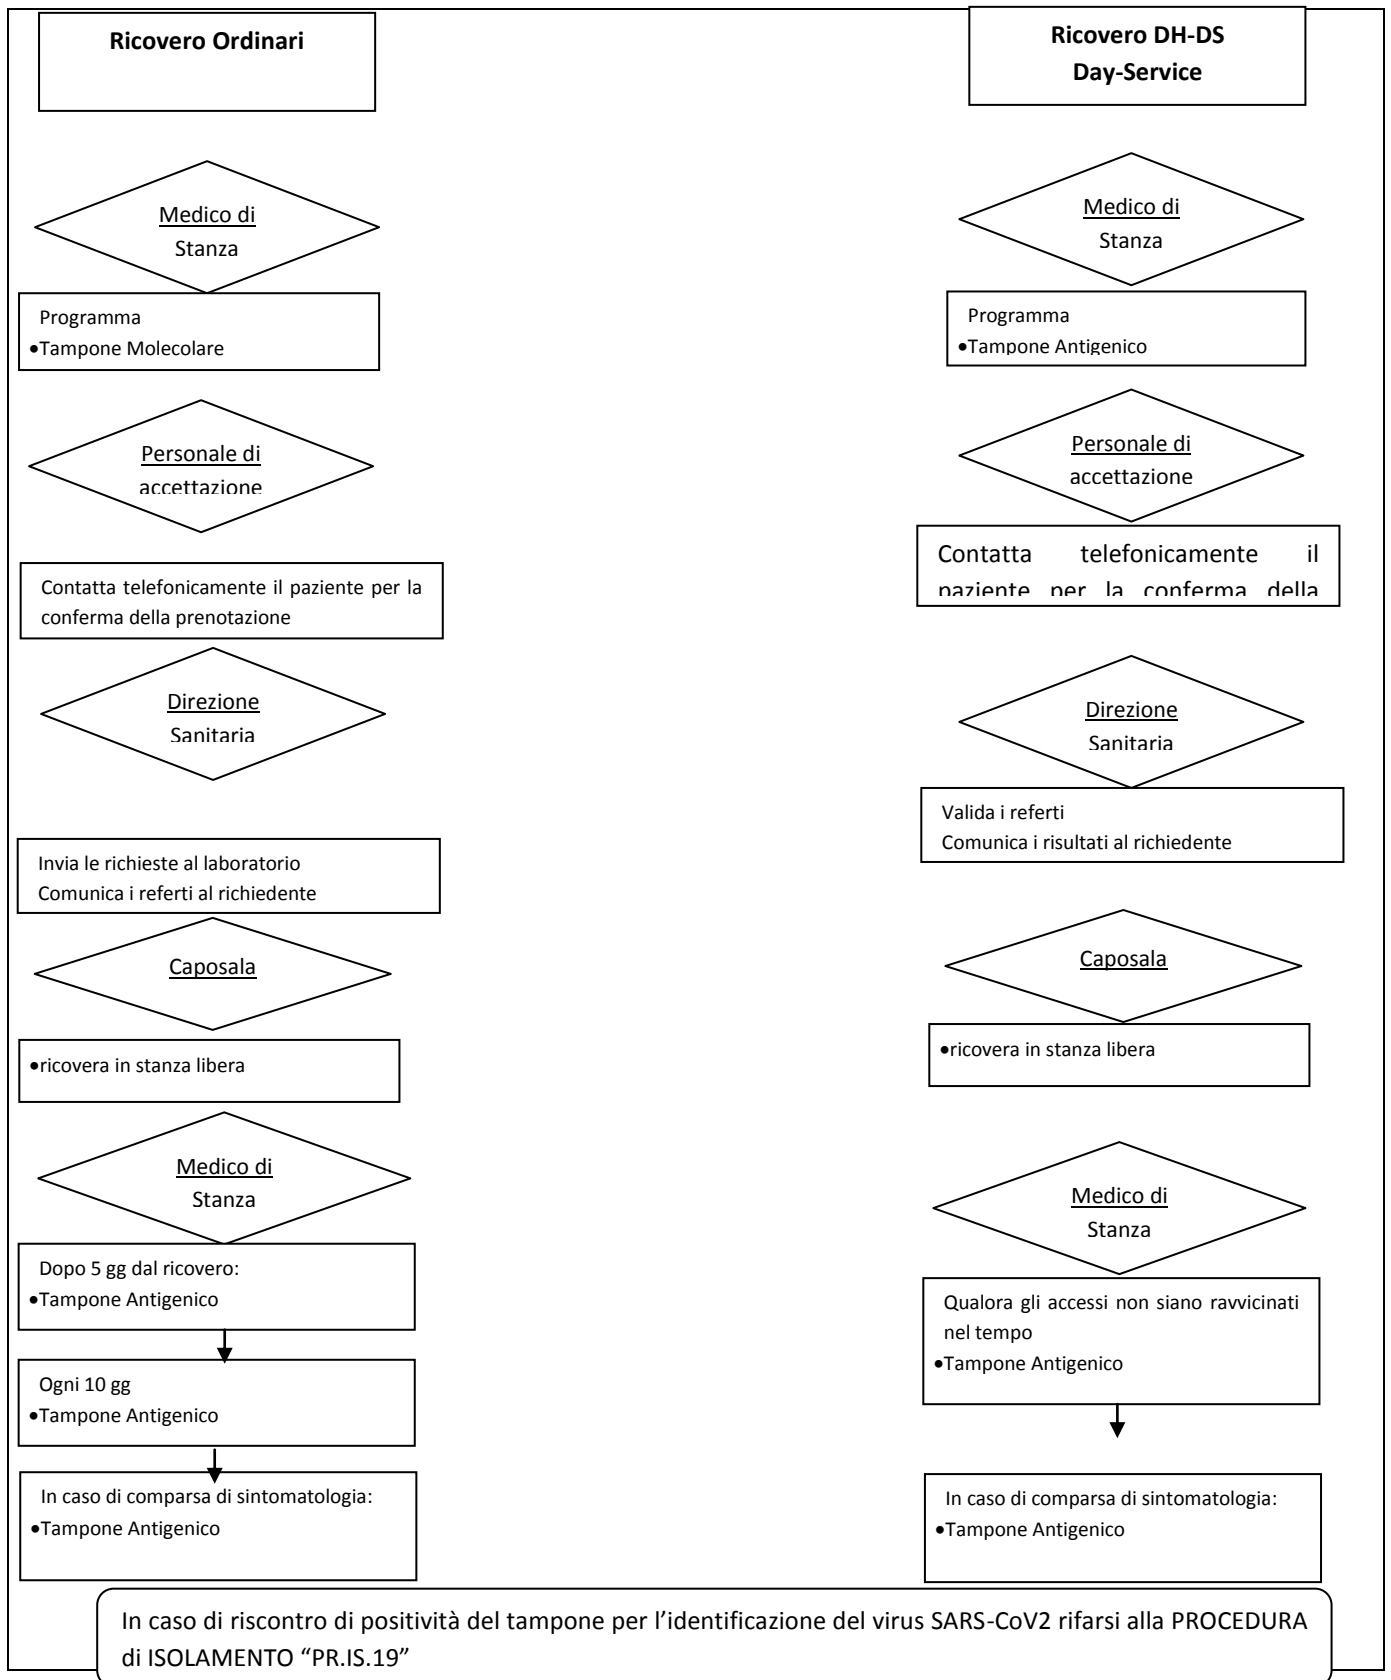 Ricovero Ordinari
Medico di
Stanza
Programma
•Tampone Molecolare
Personale di
accettazione
Contatta telefonicamente il paziente per la
conferma della prenotazione
Direzione
Sanitaria
Invia le richieste al laboratorio
Comunica i referti al richiedente
Caposala
•ricovera in stanza libera
Medico di
Stanza
Dopo 5 gg dal ricovero:
•Tampone Antigenico
Ogni 10 gg
•Tampone Antigenico
In caso di comparsa di sintomatologia:
•Tampone Antigenico
Ricovero DH-DS
Day-Service
Medico di
Stanza
Programma
•Tampone Antigenico
Personale di
accettazione
Contatta telefonicamente il
paziente per la conferma della
Direzione
Sanitaria
Valida i referti
Comunica i risultati al richiedente
Caposala
•ricovera in stanza libera
Medico di
Stanza
Qualora gli accessi non siano ravvicinati
nel tempo
•Tampone Antigenico
In caso di comparsa di sintomatologia:
•Tampone Antigenico
In caso di riscontro di positività del tampone per l’identificazione del virus SARS-CoV2 rifarsi alla PROCEDURA
di ISOLAMENTO “PR.IS.19”